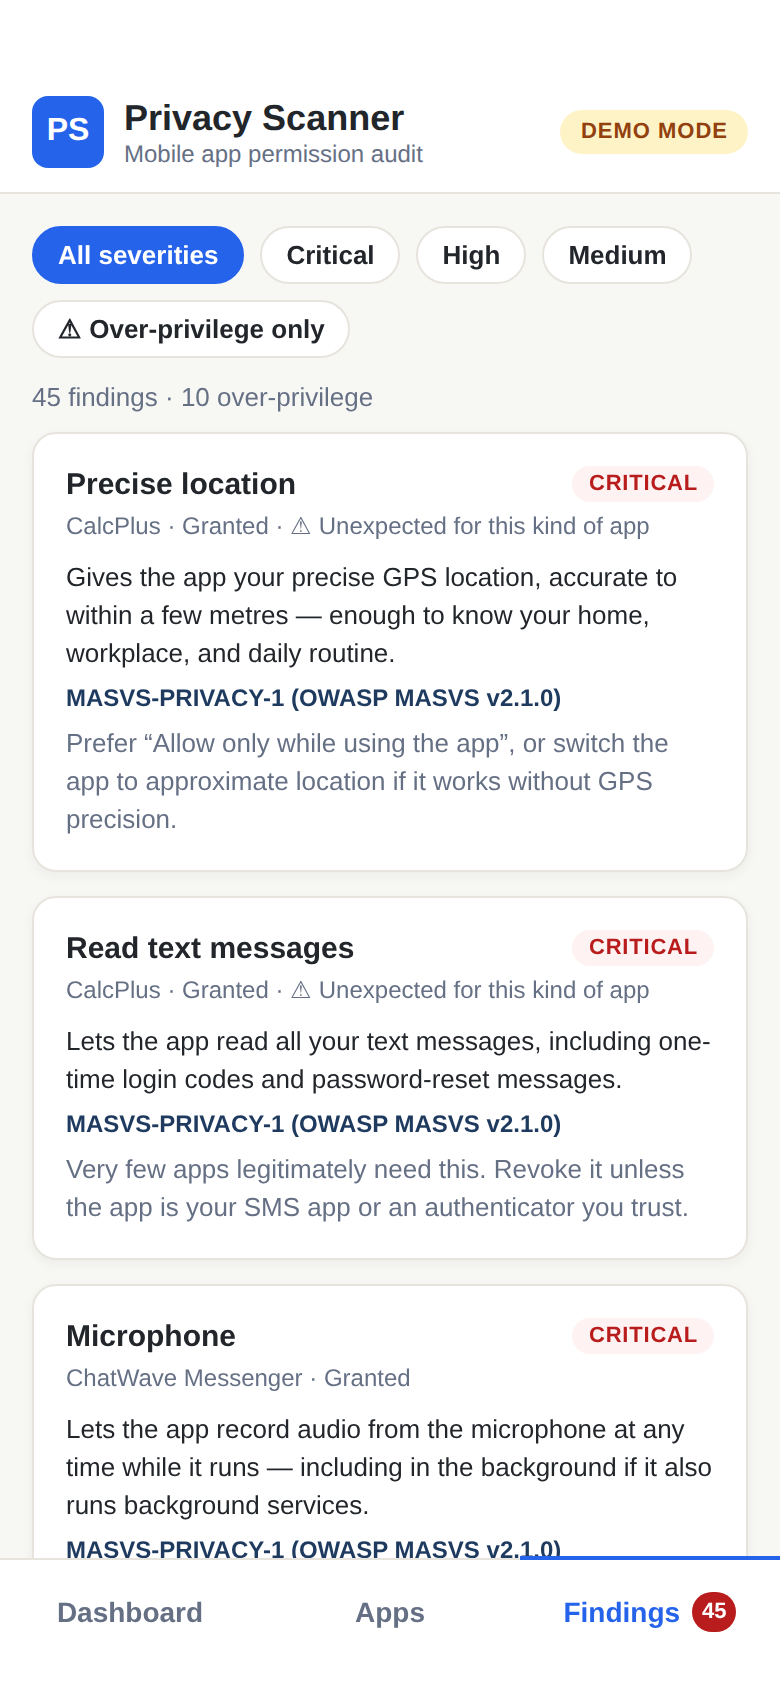 PS
Privacy Scanner
Mobile app permission audit
DEMO MODE
All severities
Critical
High
Medium
⚠ Over-privilege only
45 findings · 10 over-privilege
Precise location
CRITICAL
CalcPlus · Granted · ⚠ Unexpected for this kind of app
Gives the app your precise GPS location, accurate to
within a few metres — enough to know your home,
workplace, and daily routine.
MASVS-PRIVACY-1 (OWASP MASVS v2.1.0)
Prefer “Allow only while using the app”, or switch the
app to approximate location if it works without GPS
precision.
Read text messages
CRITICAL
CalcPlus · Granted · ⚠ Unexpected for this kind of app
Lets the app read all your text messages, including one-
time login codes and password-reset messages.
MASVS-PRIVACY-1 (OWASP MASVS v2.1.0)
Very few apps legitimately need this. Revoke it unless
the app is your SMS app or an authenticator you trust.
Microphone
CRITICAL
ChatWave Messenger · Granted
Lets the app record audio from the microphone at any
time while it runs — including in the background if it also
runs background services.
MASVS-PRIVACY-1 (OWASP MASVS v2.1.0)
Dashboard
Apps
Findings
45